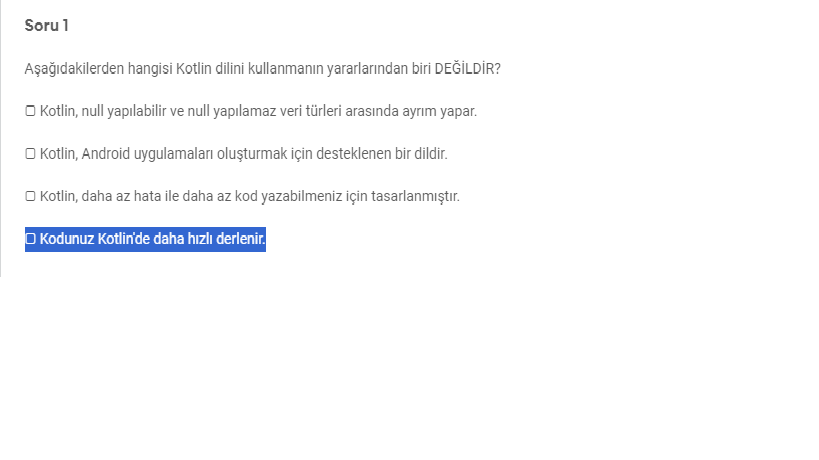 Soru 1
Aşağıdakilerden hangisi Kotlin dilini kullanmanın yararlarından biri DEĞİLDİR?
☐ Kotlin, null yapılabilir ve null yapılamaz veri türleri arasında ayrım yapar.
☐ Kotlin, Android uygulamaları oluşturmak için desteklenen bir dildir.
☐ Kotlin, daha az hata ile daha az kod yazabilmeniz için tasarlanmıştır.
☐ Kodunuz Kotlin'de daha hızlı derlenir.